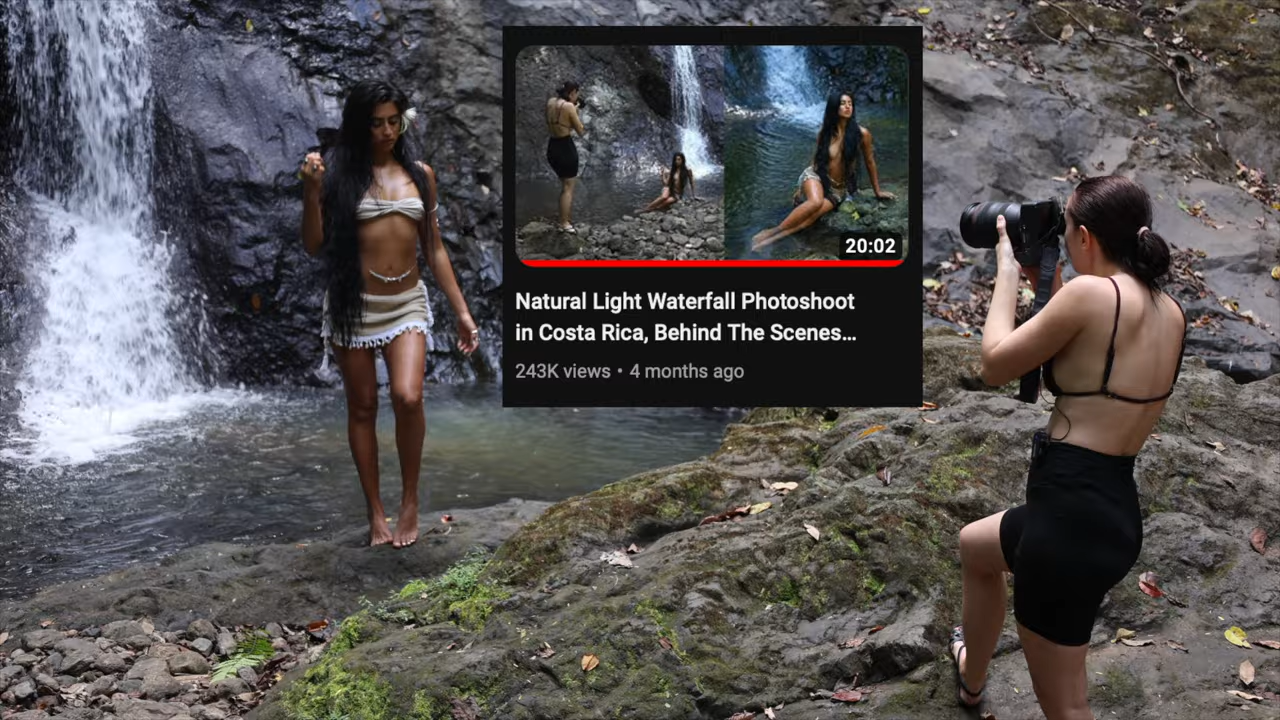 20:02
Natural Light Waterfall Photoshoot
in Costa Rica, Behind The Scenes...
243K views • 4 months ago